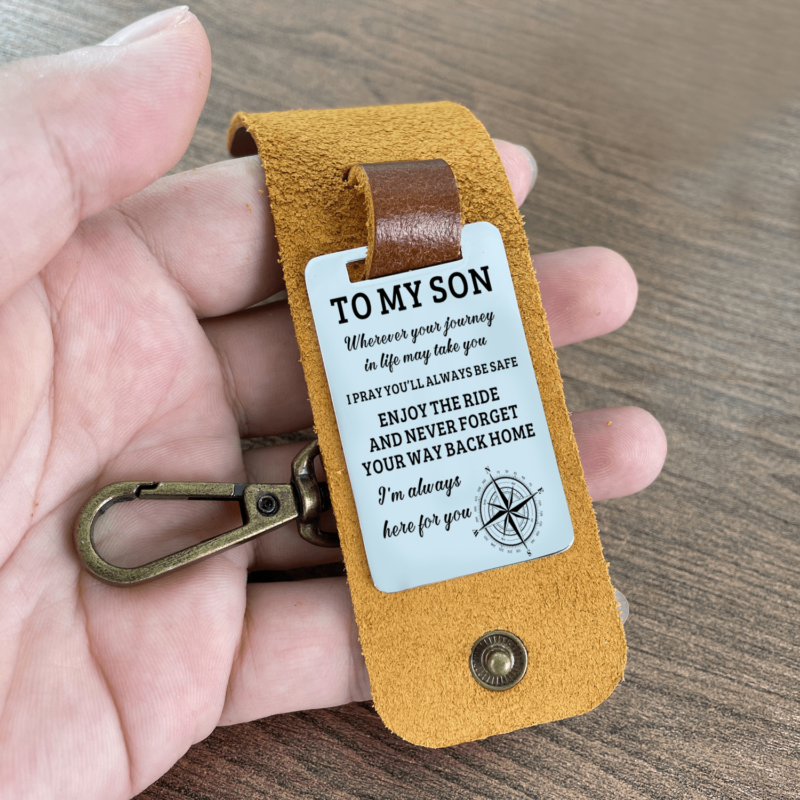 TO MY SON
Wherever your journey
in life may take you
I PRAY YOU'LL ALWAYS BE SAFE
ENJOY THE RIDE
AND NEVER FORGET
YOUR WAY BACK HOME
I'm always
here for you